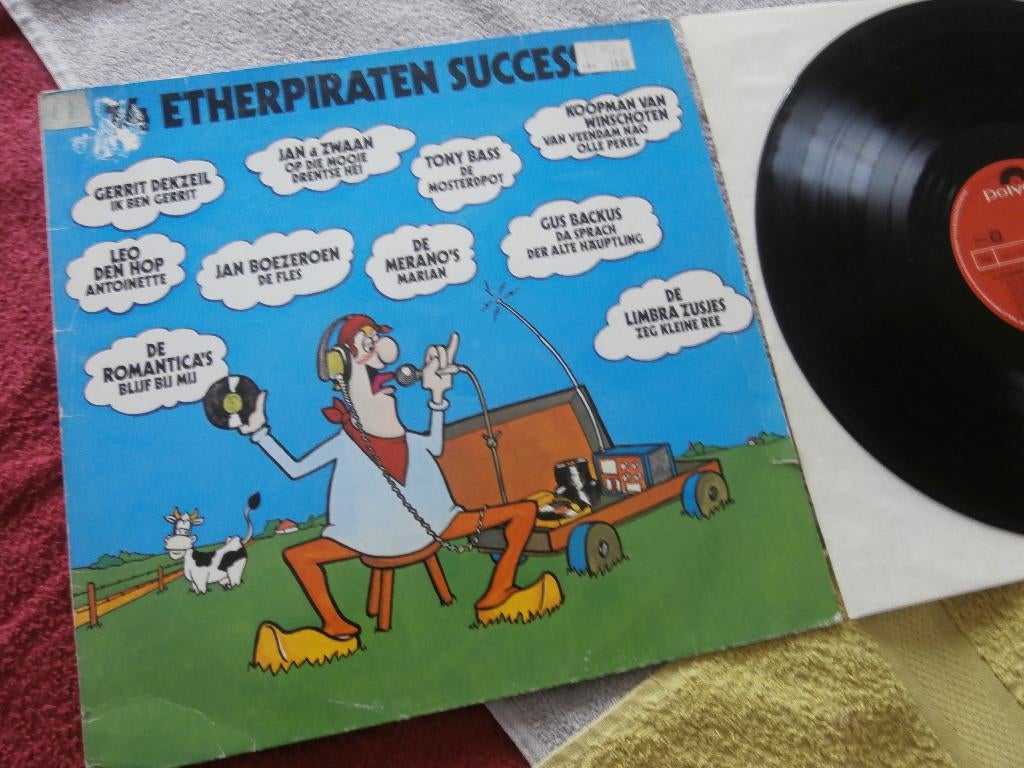 ETHERPIRATEN SUCCES
GERRIT DEKZEIL
IK BEN GERRIT
JAN & ZWAAN
OP DIE MOOIE
DRENTSE HEI
TONY BASS
DE
MOSTERDPOT
KOOPMAN VAN
WINSCHOTEN
VAN VEENDAM NAO
OLLE PEKEL
LEO
DEN HOP
ANTOINETTE
JAN BOEZEROEN
DE FLES
DE
MERANO'S
MARIAN
GUS BACKUS
DA SPRACH
DER ALTE HÄUPTLING
DE
LIMBRA ZUSJES
ZEG KLEINE REE
DE
ROMANTICA'S
BLIJF BIJ MIJ